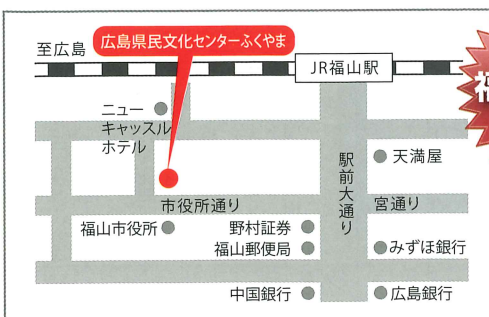 至広島
広島県民文化センターふくやま
JR福山駅
ニュー
キャッスル
ホテル
駅前大通り
天満屋
市役所通り
宮通り
福山市役所
野村証券
福山郵便局
みずほ銀行
中国銀行
広島銀行